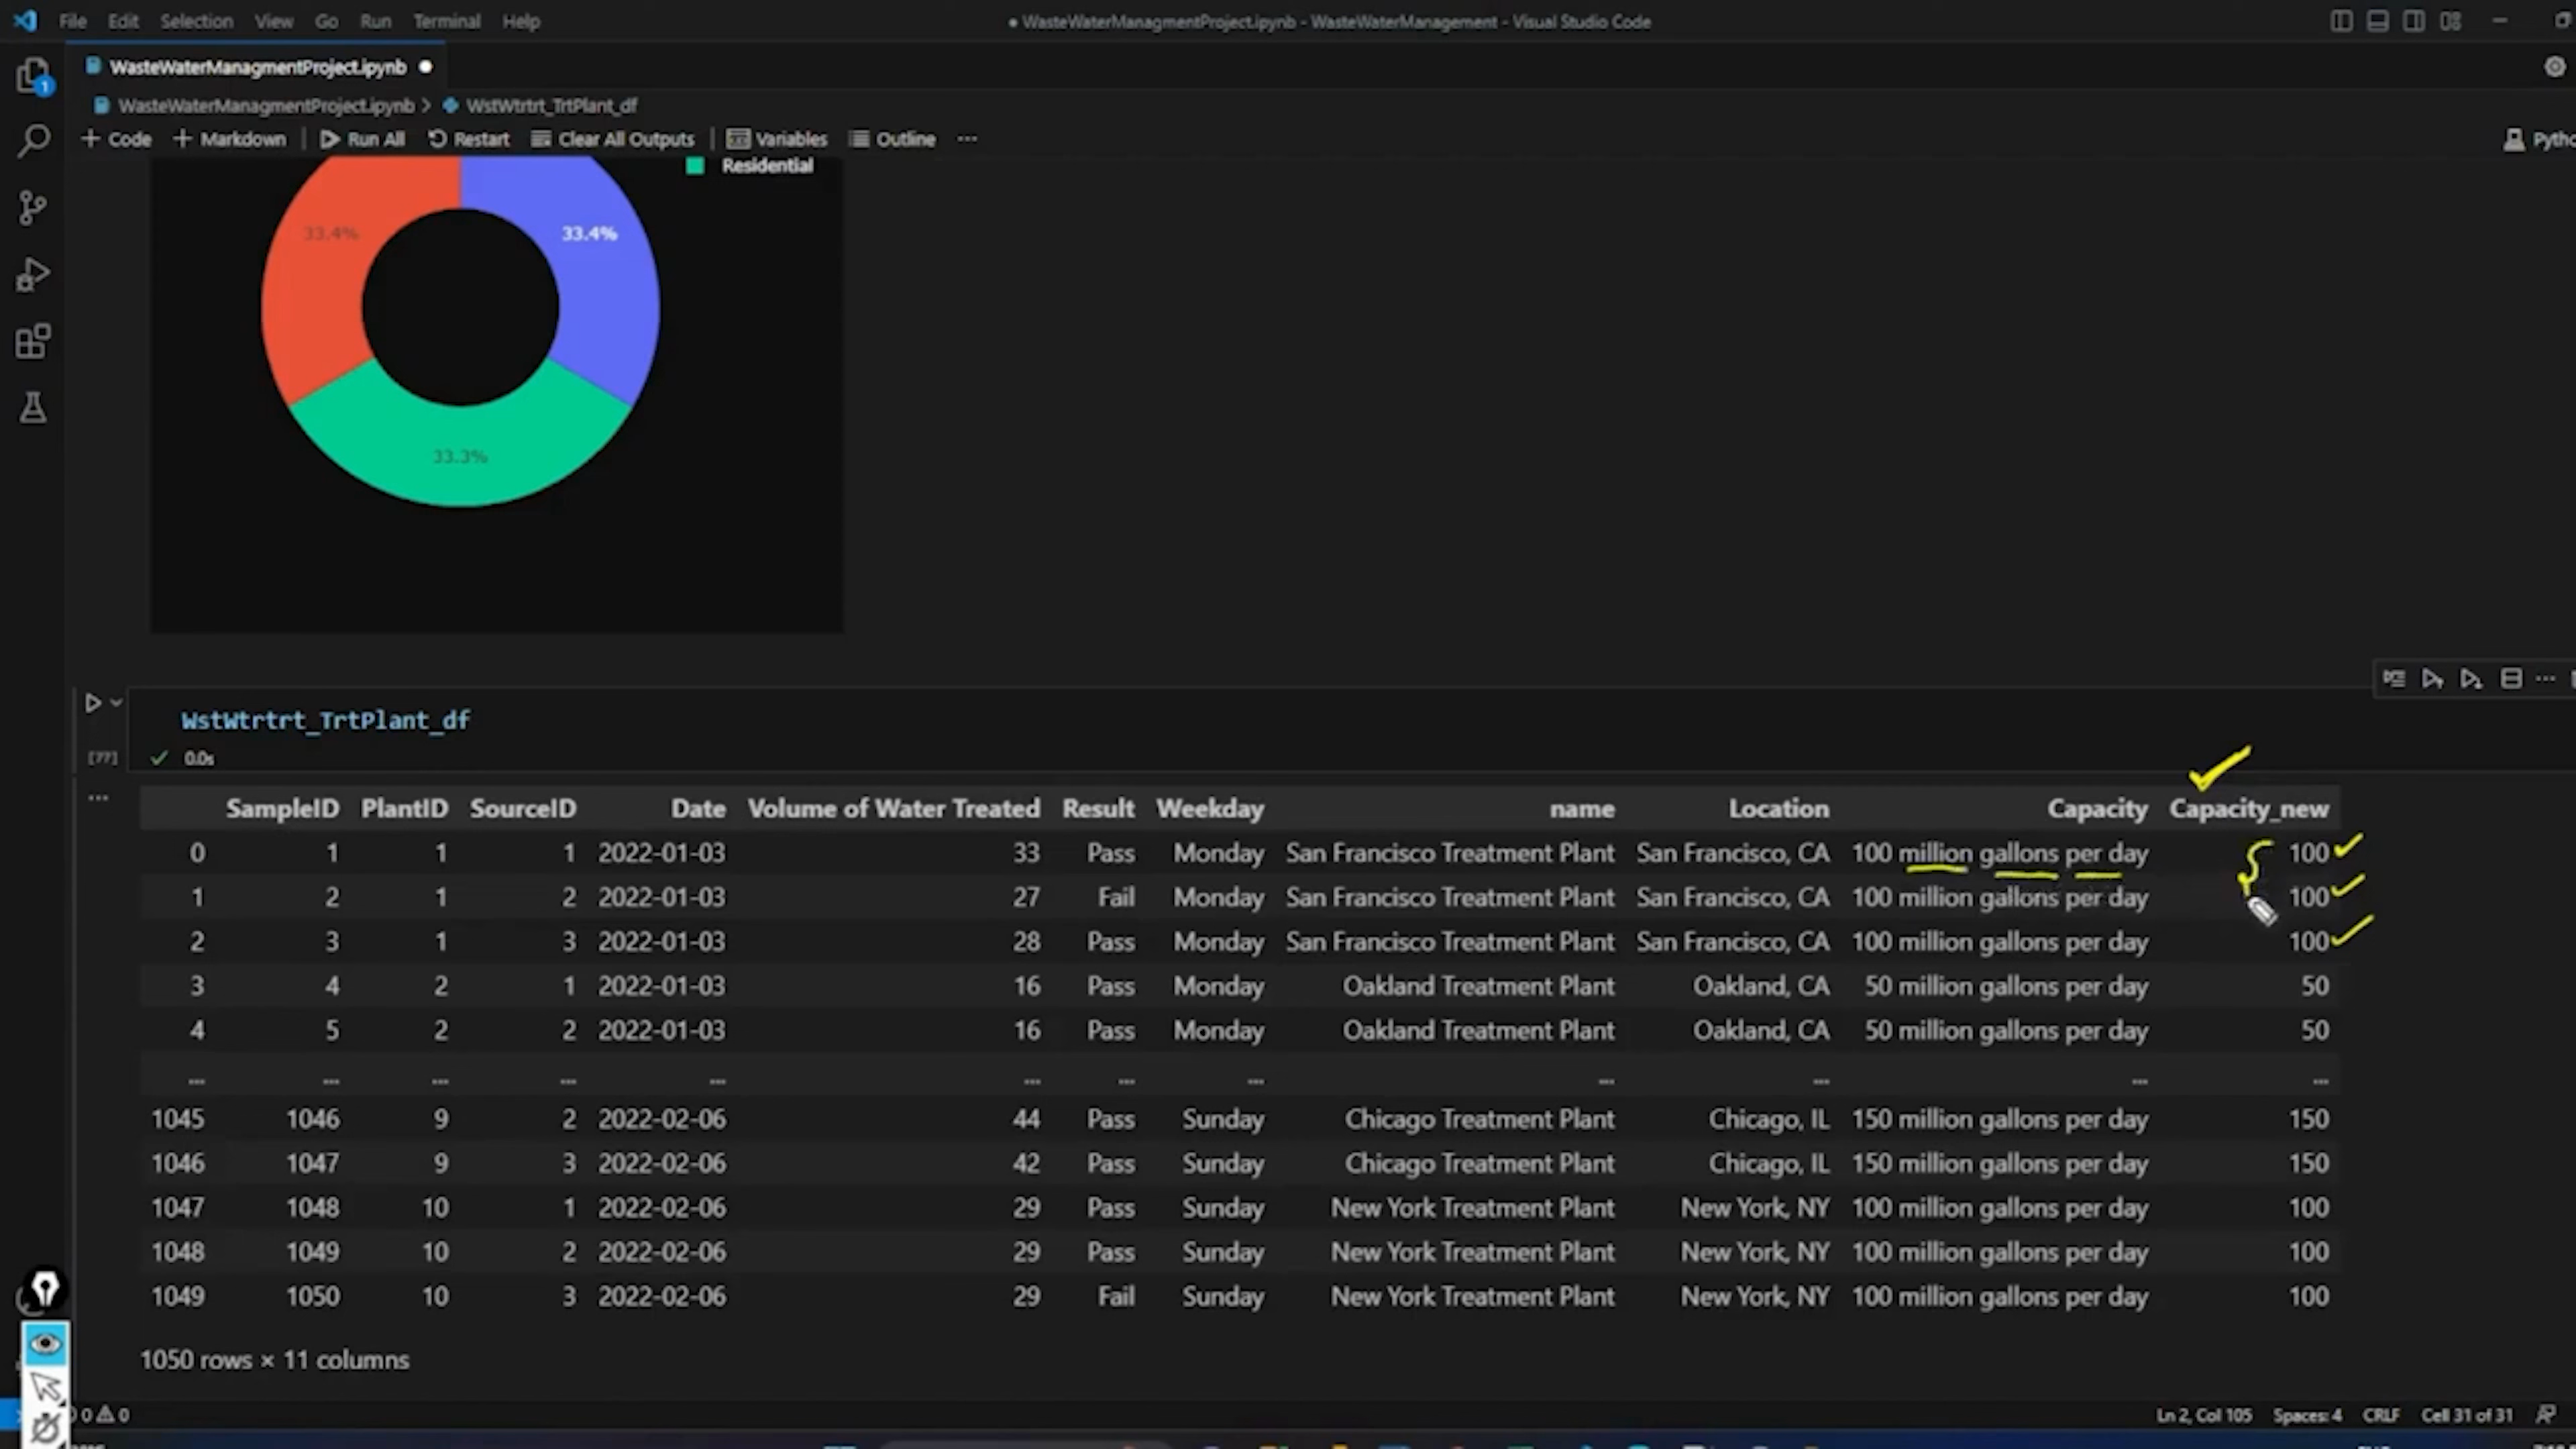 File Edit Selection View Go Run Terminal Help
● WasteWaterManagmentProject.ipynb - WasteWaterManagement - Visual Studio Code
WasteWaterManagmentProject.ipynb ●
1
WasteWaterManagmentProject.ipynb > WstWtrtrt_TrtPlant_df
+ Code + Markdown Run All Restart Clear All Outputs Variables Outline ...
Residential
33.4% 33.4%
33.3%
WstWtrtrt_TrtPlant_df
[77] ✓ 0.0s
...
SampleID PlantID SourceID Date Volume of Water Treated Result Weekday name Location Capacity Capacity_new
0 1 1 1 2022-01-03 33 Pass Monday San Francisco Treatment Plant San Francisco, CA 100 million gallons per day 100
1 2 1 2 2022-01-03 27 Fail Monday San Francisco Treatment Plant San Francisco, CA 100 million gallons per day 100
2 3 1 3 2022-01-03 28 Pass Monday San Francisco Treatment Plant San Francisco, CA 100 million gallons per day 100
3 4 2 1 2022-01-03 16 Pass Monday Oakland Treatment Plant Oakland, CA 50 million gallons per day 50
4 5 2 2 2022-01-03 16 Pass Monday Oakland Treatment Plant Oakland, CA 50 million gallons per day 50
... ... ... ... ... ... ... ... ... ... ... ...
1045 1046 9 2 2022-02-06 44 Pass Sunday Chicago Treatment Plant Chicago, IL 150 million gallons per day 150
1046 1047 9 3 2022-02-06 42 Pass Sunday Chicago Treatment Plant Chicago, IL 150 million gallons per day 150
1047 1048 10 1 2022-02-06 29 Pass Sunday New York Treatment Plant New York, NY 100 million gallons per day 100
1048 1049 10 2 2022-02-06 29 Pass Sunday New York Treatment Plant New York, NY 100 million gallons per day 100
1049 1050 10 3 2022-02-06 29 Fail Sunday New York Treatment Plant New York, NY 100 million gallons per day 100
1050 rows × 11 columns
0 0 Ln 2, Col 105 Spaces: 4 CRLF Cell 31 of 31